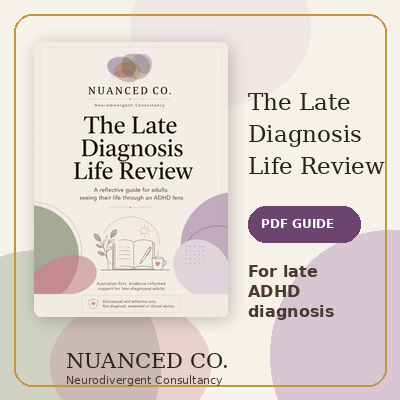 NUANCED CO.
Neurodivergent Consultancy
The Late
Diagnosis
Life Review
A reflective guide for adults
seeing their life through an ADHD lens
Australian-first, evidence-informed
support for late-diagnosed adults
Educational and reflective only.
Not diagnosis, treatment or clinical advice.
The Late
Diagnosis
Life Review
PDF GUIDE
For late
ADHD
diagnosis
NUANCED CO.
Neurodivergent Consultancy